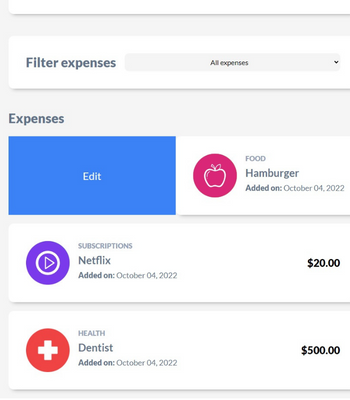 Filter expenses
All expenses
Expenses
Edit
FOOD
Hamburger
Added on: October 04, 2022
SUBSCRIPTIONS
Netflix
Added on: October 04, 2022
$20.00
HEALTH
Dentist
Added on: October 04, 2022
$500.00